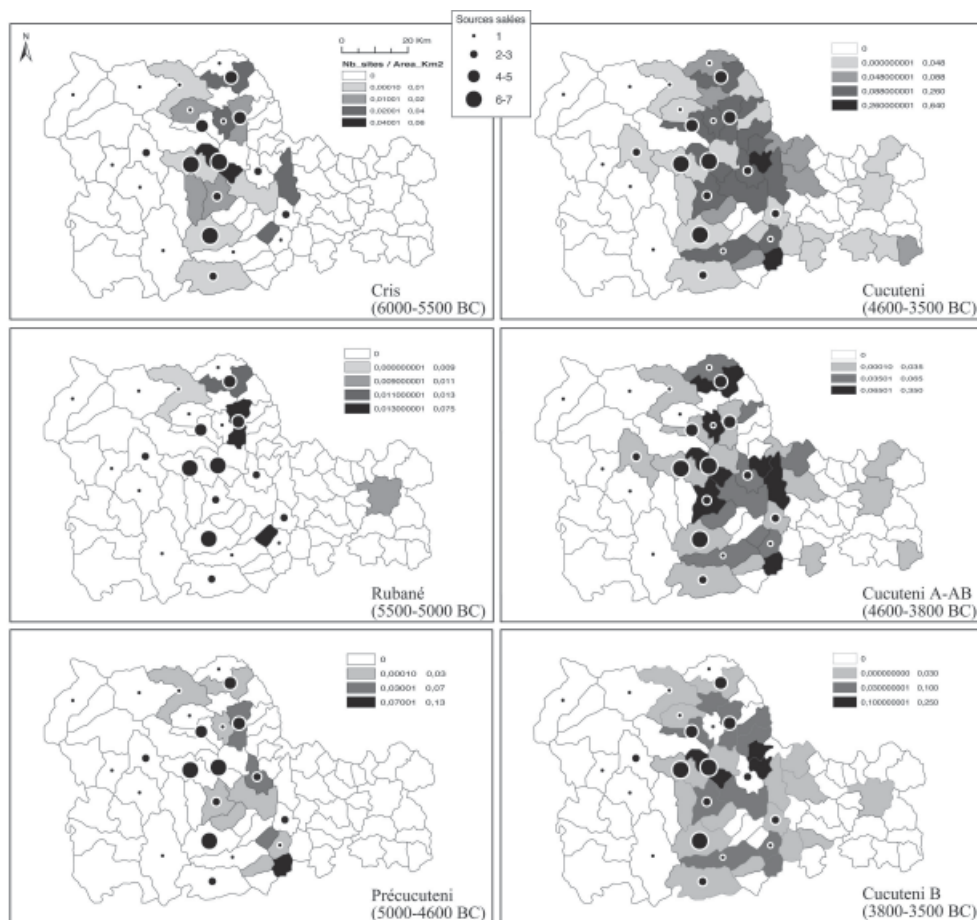 N
0 20 Km
Nb_sites / Area_Km2
0
0,00010 0,01
0,01001 0,02
0,02001 0,04
0,04001 0,06
Cris
(6000-5500 BC)
Sources salées
1
2-3
4-5
6-7
0
0,000000001 0,048
0,048000001 0,088
0,088000001 0,260
0,260000001 0,640
Cucuteni
(4600-3500 BC)
0
0,000000001 0,009
0,009000001 0,011
0,011000001 0,013
0,013000001 0,075
Rubané
(5500-5000 BC)
0
0,00010 0,035
0,03501 0,065
Cucuteni A-AB
(4600-3800 BC)
0
0,00010 0,03
0,03001 0,07
0,07001 0,13
Précucuteni
(5000-4600 BC)
0
0,000000000 0,030
0,030000001 0,100
0,100000001 0,250
Cucuteni B
(3800-3500 BC)